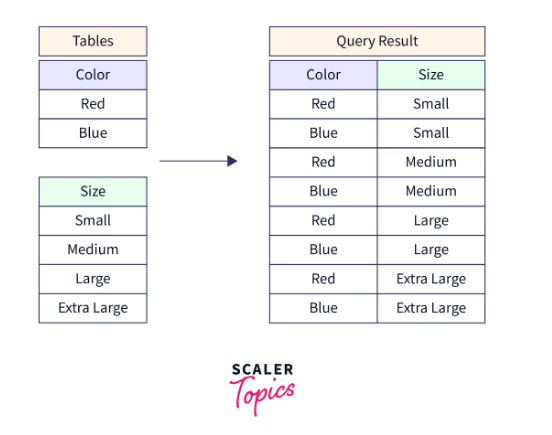 Tables
Color
Red
Blue
Size
Small
Medium
Large
Extra Large
Query Result
Color Size
Red Small
Blue Small
Red Medium
Blue Medium
Red Large
Blue Large
Red Extra Large
Blue Extra Large
SCALER
Topics